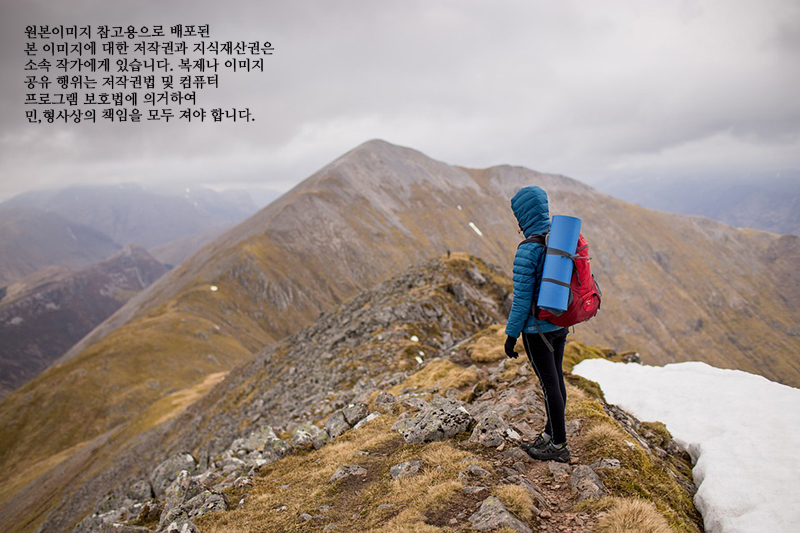 원본이미지 참고용으로 배포된
본 이미지에 대한 저작권과 지식재산권은
소속 작가에게 있습니다. 복제나 이미지
공유 행위는 저작권법 및 컴퓨터
프로그램 보호법에 의거하여
민,형사상의 책임을 모두 져야 합니다.